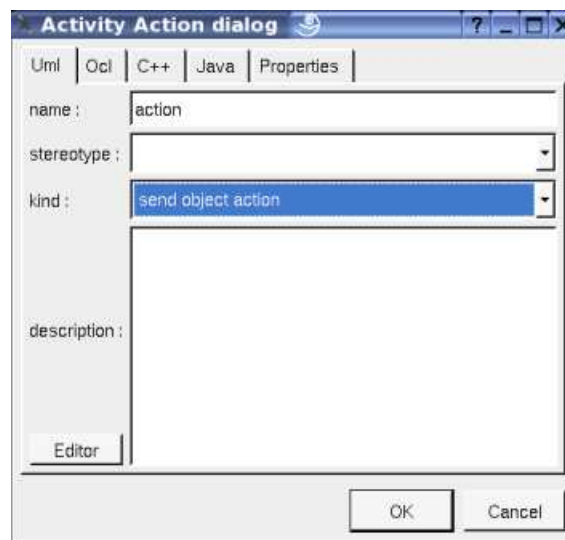 Activity Action dialog
Uml Ocl C++ Java Properties
name : action
stereotype :
kind : send object action
description :
Editor
OK Cancel